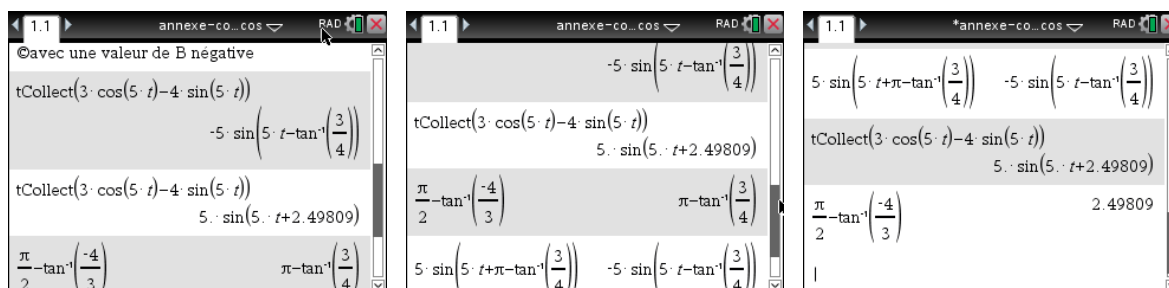 1.1 annexe-co…cos RAD
©avec une valeur de B négative
tCollect(3·cos(5·t)−4·sin(5·t))
-5·sin(5·t−tan⁻¹(3/4))
tCollect(3·cos(5·t)−4·sin(5·t))
5.·sin(5.·t+2.49809)
π/2−tan⁻¹(-4/3) π−tan⁻¹(3/4)
1.1 annexe-co…cos RAD
-5·sin(5·t−tan⁻¹(3/4))
tCollect(3·cos(5·t)−4·sin(5·t))
5.·sin(5.·t+2.49809)
π/2−tan⁻¹(-4/3) π−tan⁻¹(3/4)
5·sin(5·t+π−tan⁻¹(3/4)) -5·sin(5·t−tan⁻¹(3/4))
1.1 *annexe-co…cos RAD
5·sin(5·t+π−tan⁻¹(3/4)) -5·sin(5·t−tan⁻¹(3/4))
tCollect(3·cos(5·t)−4·sin(5·t))
5.·sin(5.·t+2.49809)
π/2−tan⁻¹(-4/3) 2.49809